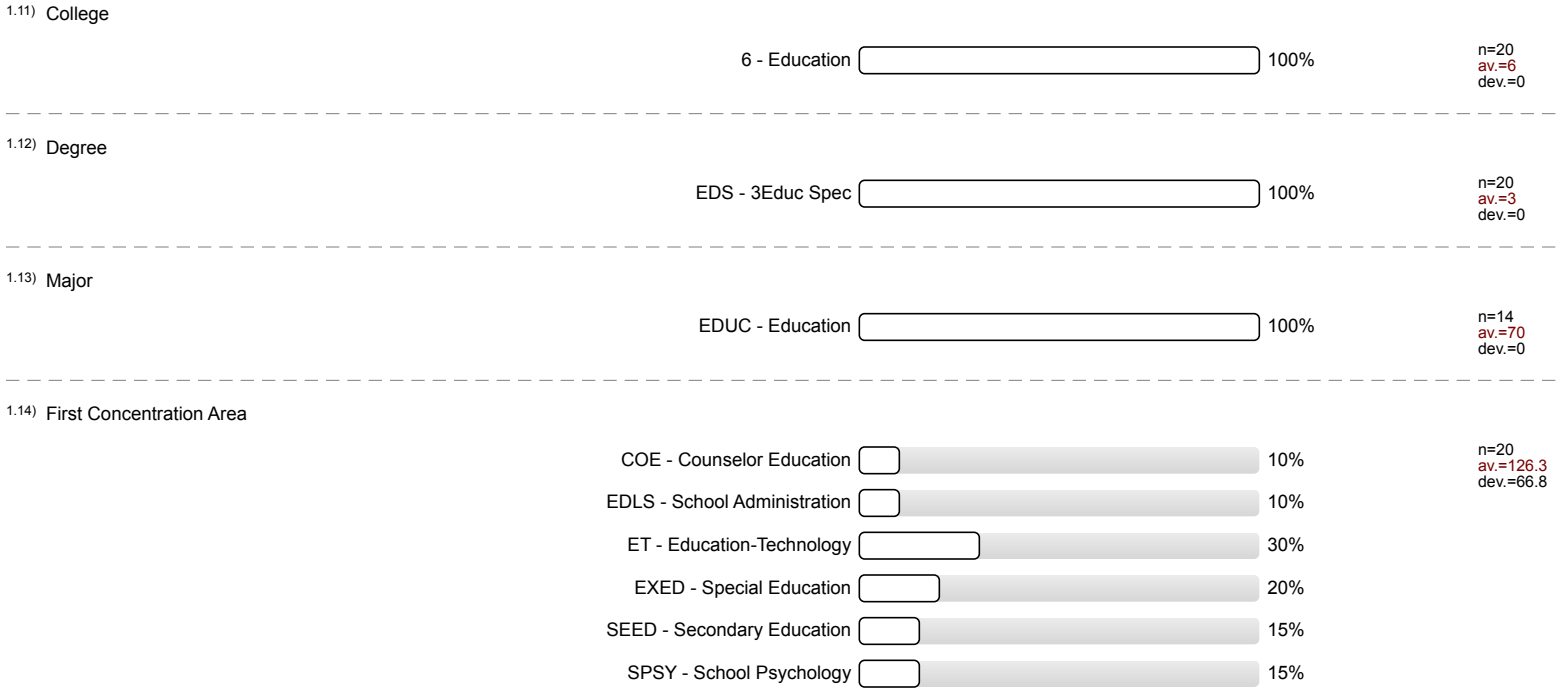 1.11) College
6 - Education 100% n=20
av.=6
dev.=0
1.12) Degree
EDS - 3Educ Spec 100% n=20
av.=3
dev.=0
1.13) Major
EDUC - Education 100% n=14
av.=70
dev.=0
1.14) First Concentration Area
COE - Counselor Education 10% n=20
av.=126.3
dev.=66.8
EDLS - School Administration 10%
ET - Education-Technology 30%
EXED - Special Education 20%
SEED - Secondary Education 15%
SPSY - School Psychology 15%